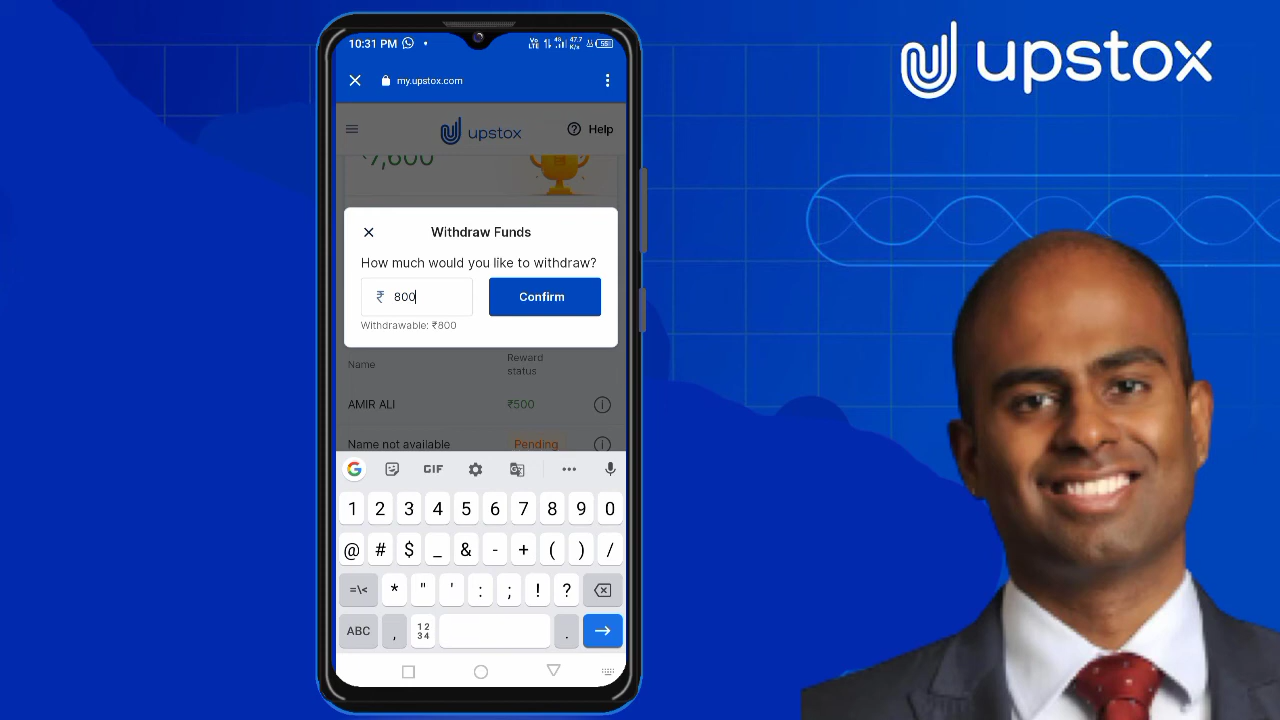 10:31 PM
my.upstox.com
upstox
Help
₹7,600
Withdraw Funds
How much would you like to withdraw?
₹ 800
Confirm
Withdrawable: ₹800
Name
Reward
status
AMIR ALI
₹500
Name not available
Pending
GIF
1 2 3 4 5 6 7 8 9 0
@ # $ _ & - + ( ) /
=\< * " ' : ; ! ?
ABC , 12
34 .
upstox